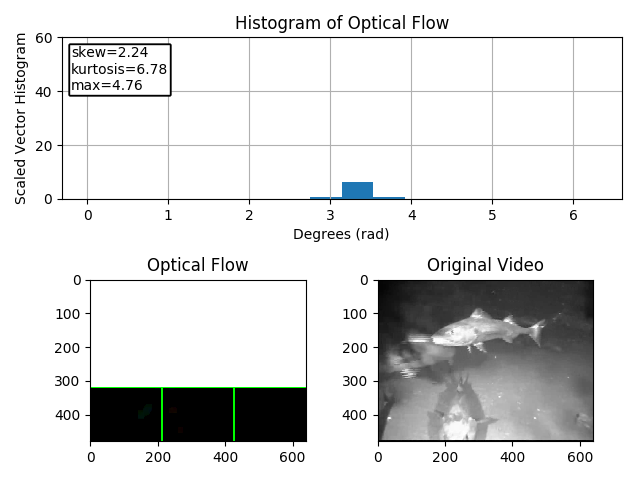 Histogram of Optical Flow
Scaled Vector Histogram
60
40
20
0
skew=2.24
kurtosis=6.78
max=4.76
0 1 2 3 4 5 6
Degrees (rad)
Optical Flow
0
100
200
300
400
0 200 400 600
Original Video
0
100
200
300
400
0 200 400 600